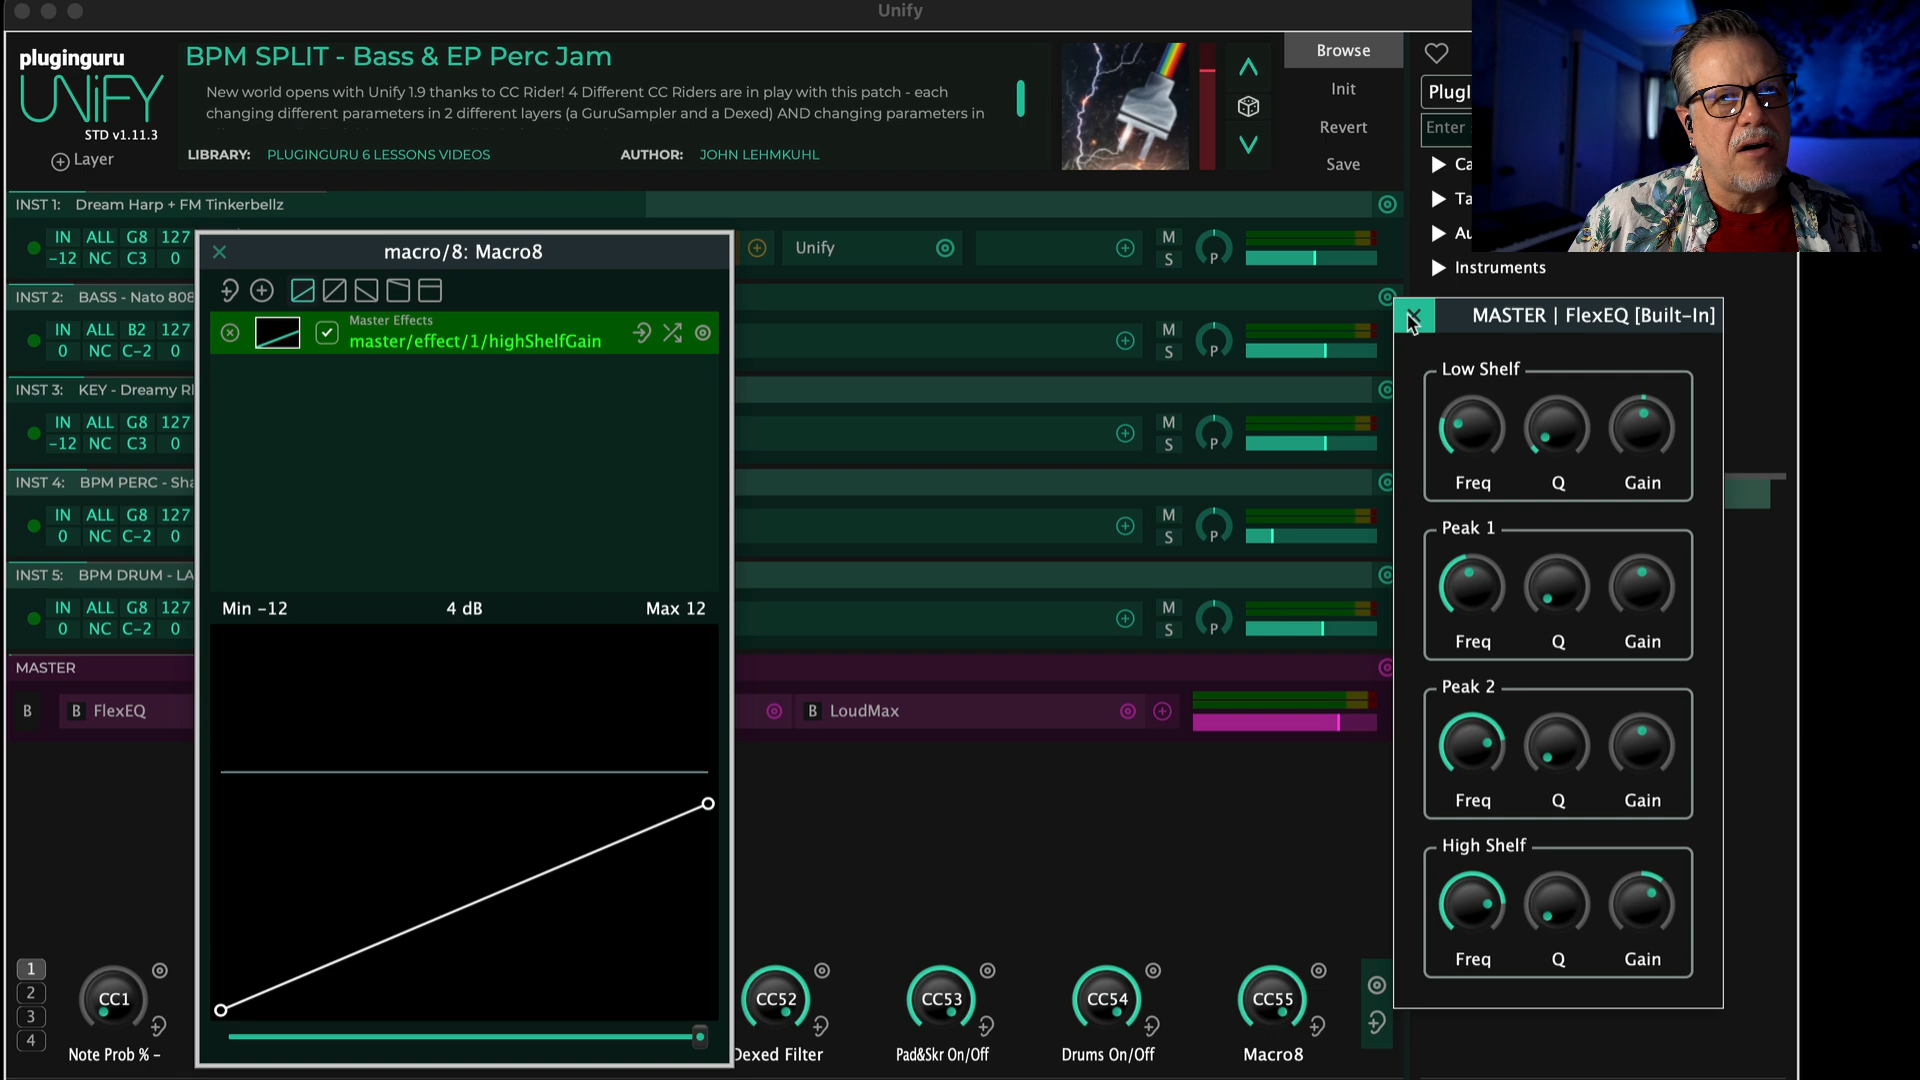 Unify
pluginguru
UNIFY
STD v1.11.3
Layer
BPM SPLIT - Bass & EP Perc Jam
New world opens with Unify 1.9 thanks to CC Rider! 4 Different CC Riders are in play with this patch - each
changing different parameters in 2 different layers (a GuruSampler and a Dexed) AND changing parameters in
LIBRARY: PLUGINGURU 6 LESSONS VIDEOS AUTHOR: JOHN LEHMKUHL
Browse
Init
Revert
Save
PlugI
Enter
Ca
Ta
Au
Instruments
INST 1: Dream Harp + FM Tinkerbellz
IN ALL G8 127
-12 NC C3 0
Unify
M
S
P
INST 2: BASS - Nato 808
IN ALL B2 127
0 NC C-2 0
M
S
P
INST 3: KEY - Dreamy R
IN ALL G8 127
-12 NC C3 0
M
S
P
INST 4: BPM PERC - Sha
IN ALL G8 127
0 NC C-2 0
M
S
P
INST 5: BPM DRUM - LA
IN ALL G8 127
0 NC C-2 0
M
S
P
MASTER
B
B FlexEQ
B LoudMax
macro/8: Macro8
Master Effects
master/effect/1/highShelfGain
Min -12 4 dB Max 12
MASTER | FlexEQ [Built-In]
Low Shelf
Freq Q Gain
Peak 1
Freq Q Gain
Peak 2
Freq Q Gain
High Shelf
Freq Q Gain
1
2
3
4
CC1
Note Prob % -
CC52
Dexed Filter
CC53
Pad&Skr On/Off
CC54
Drums On/Off
CC55
Macro8